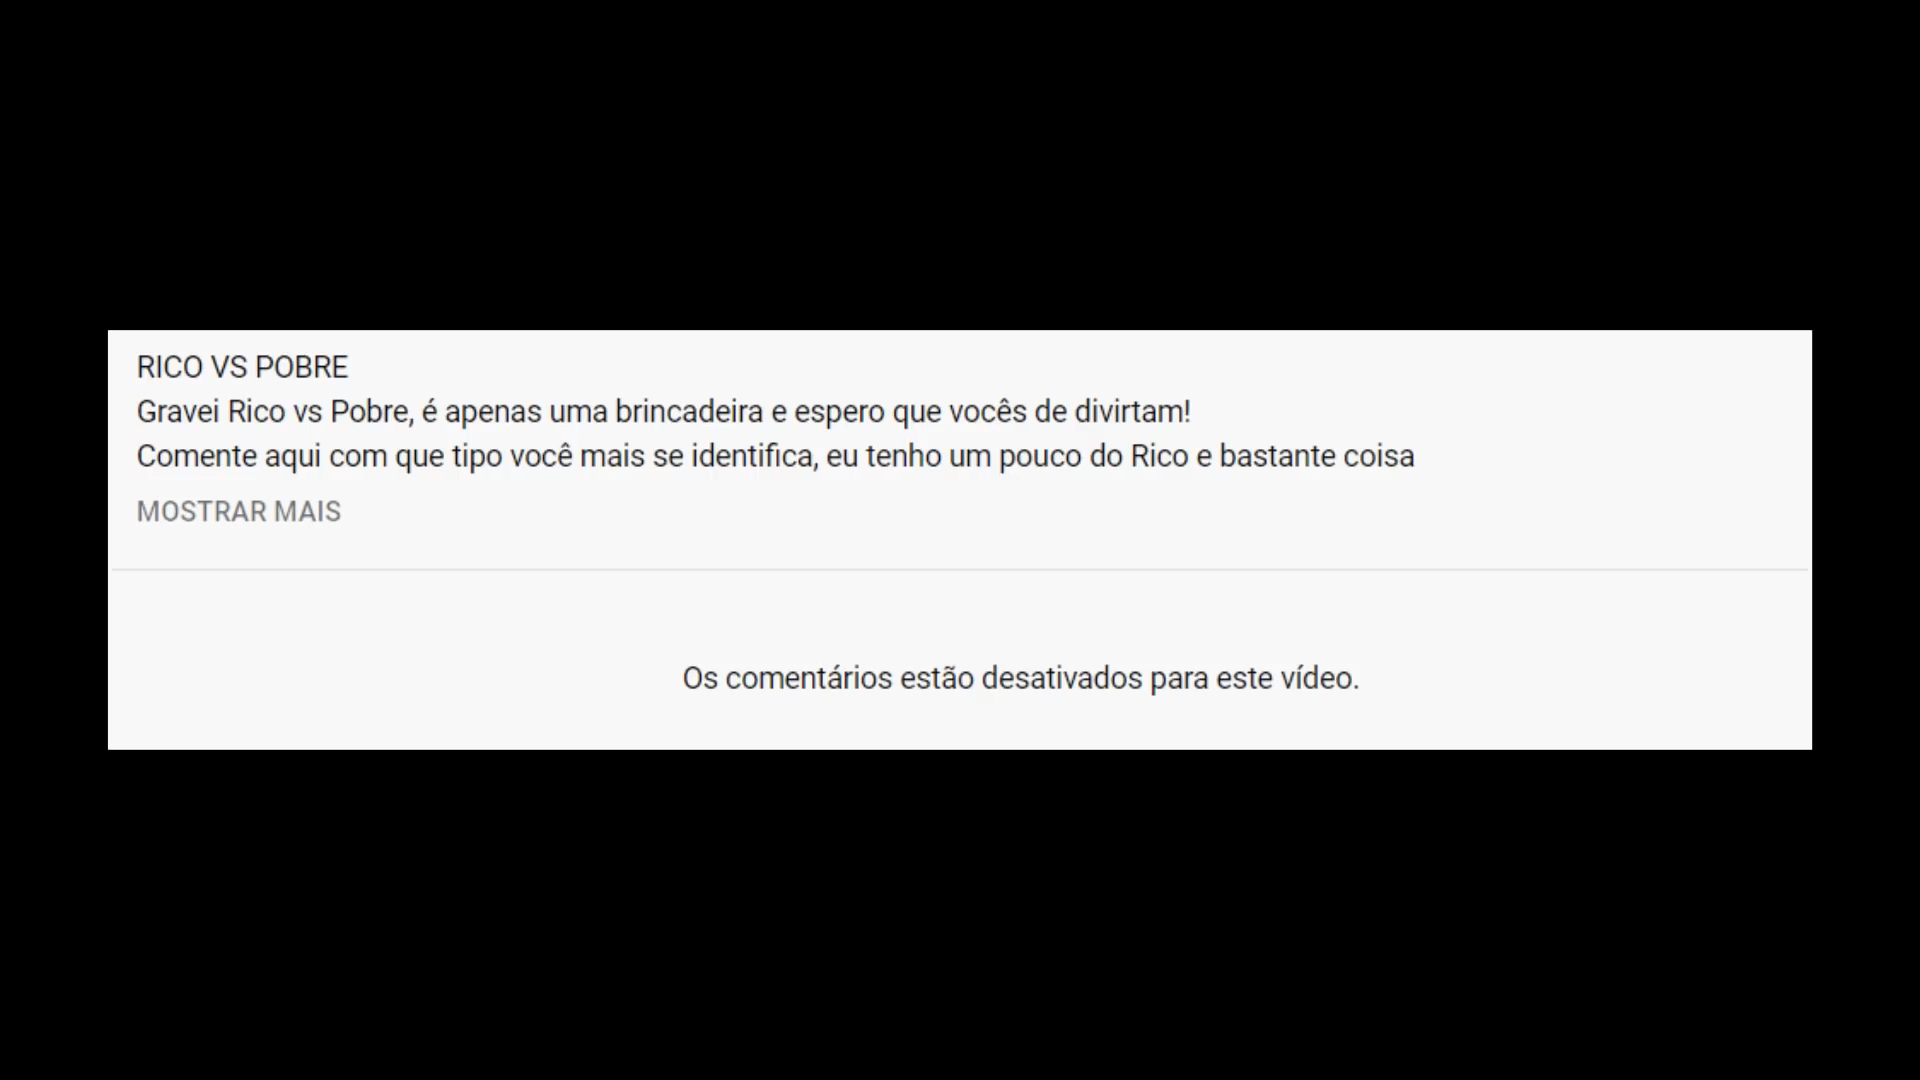 RICO VS POBRE
Gravei Rico vs Pobre, é apenas uma brincadeira e espero que vocês de divirtam!
Comente aqui com que tipo você mais se identifica, eu tenho um pouco do Rico e bastante coisa
MOSTRAR MAIS
Os comentários estão desativados para este vídeo.